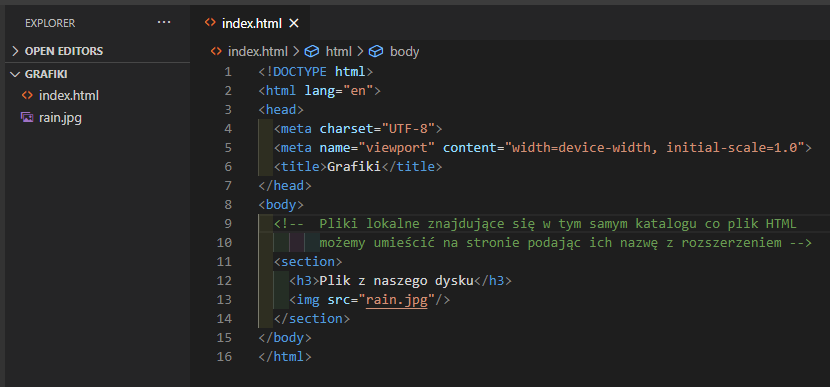 EXPLORER ···
OPEN EDITORS
GRAFIKI
<> index.html
rain.jpg
<> index.html ×
<> index.html > html > body
1 <!DOCTYPE html>
2 <html lang="en">
3 <head>
4 <meta charset="UTF-8">
5 <meta name="viewport" content="width=device-width, initial-scale=1.0">
6 <title>Grafiki</title>
7 </head>
8 <body>
9 <!-- Pliki lokalne znajdujące się w tym samym katalogu co plik HTML
10 możemy umieścić na stronie podając ich nazwę z rozszerzeniem -->
11 <section>
12 <h3>Plik z naszego dysku</h3>
13 <img src="rain.jpg"/>
14 </section>
15 </body>
16 </html>